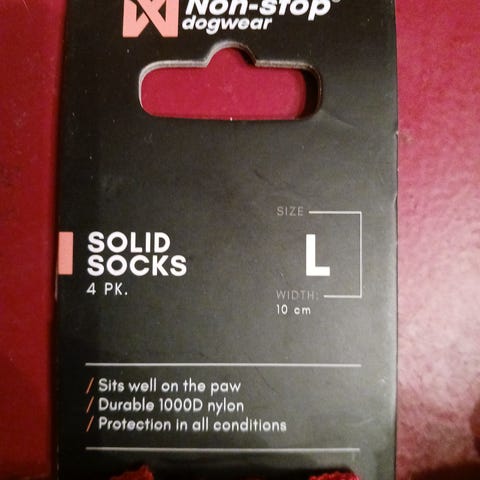 Non-stop®
dogwear
SIZE
SOLID
SOCKS
4 PK.
L
WIDTH:
10 cm
/ Sits well on the paw
/ Durable 1000D nylon
/ Protection in all conditions